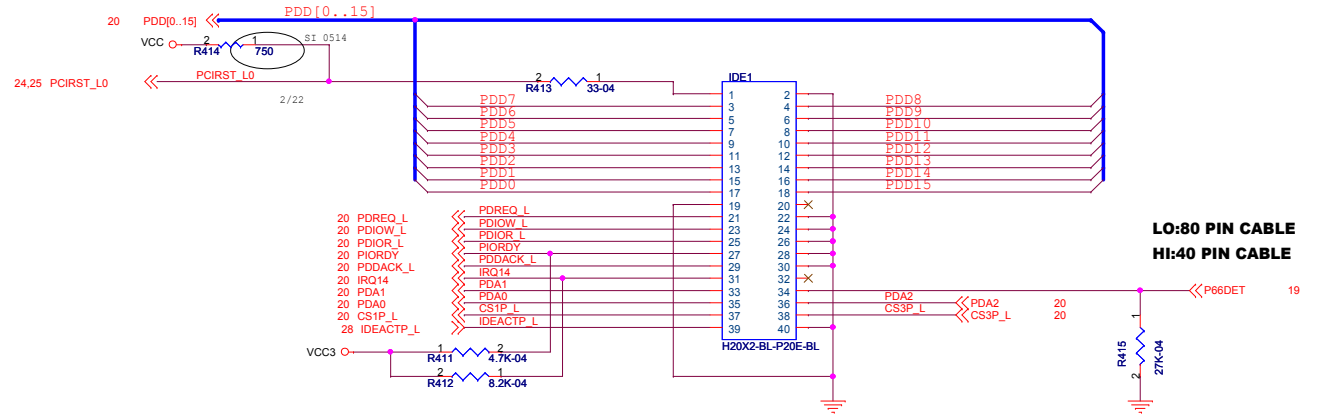 PDD[0..15]
20 PDD[0..15]
VCC 2 1 SI 0514
R414 750
24,25 PCIRST_L0 PCIRST_L0
2/22
2 1
R413 33-04
IDE1
1 2
PDD7 3 4 PDD8
PDD6 5 6 PDD9
PDD5 7 8 PDD10
PDD4 9 10 PDD11
PDD3 11 12 PDD12
PDD2 13 14 PDD13
PDD1 15 16 PDD14
PDD0 17 18 PDD15
19 20
20 PDREQ_L PDREQ_L 21 22
20 PDIOW_L PDIOW_L 23 24
20 PDIOR_L PDIOR_L 25 26
20 PIORDY PIORDY 27 28
20 PDDACK_L PDDACK_L 29 30
20 IRQ14 IRQ14 31 32
20 PDA1 PDA1 33 34
20 PDA0 PDA0 35 36 PDA2 PDA2 20
20 CS1P_L CS1P_L 37 38 CS3P_L CS3P_L 20
28 IDEACTP_L IDEACTP_L 39 40
H20X2-BL-P20E-BL
LO:80 PIN CABLE
HI:40 PIN CABLE
P66DET 19
VCC3 1 2
R411 4.7K-04
2 1
R412 8.2K-04
1
R415 27K-04
2